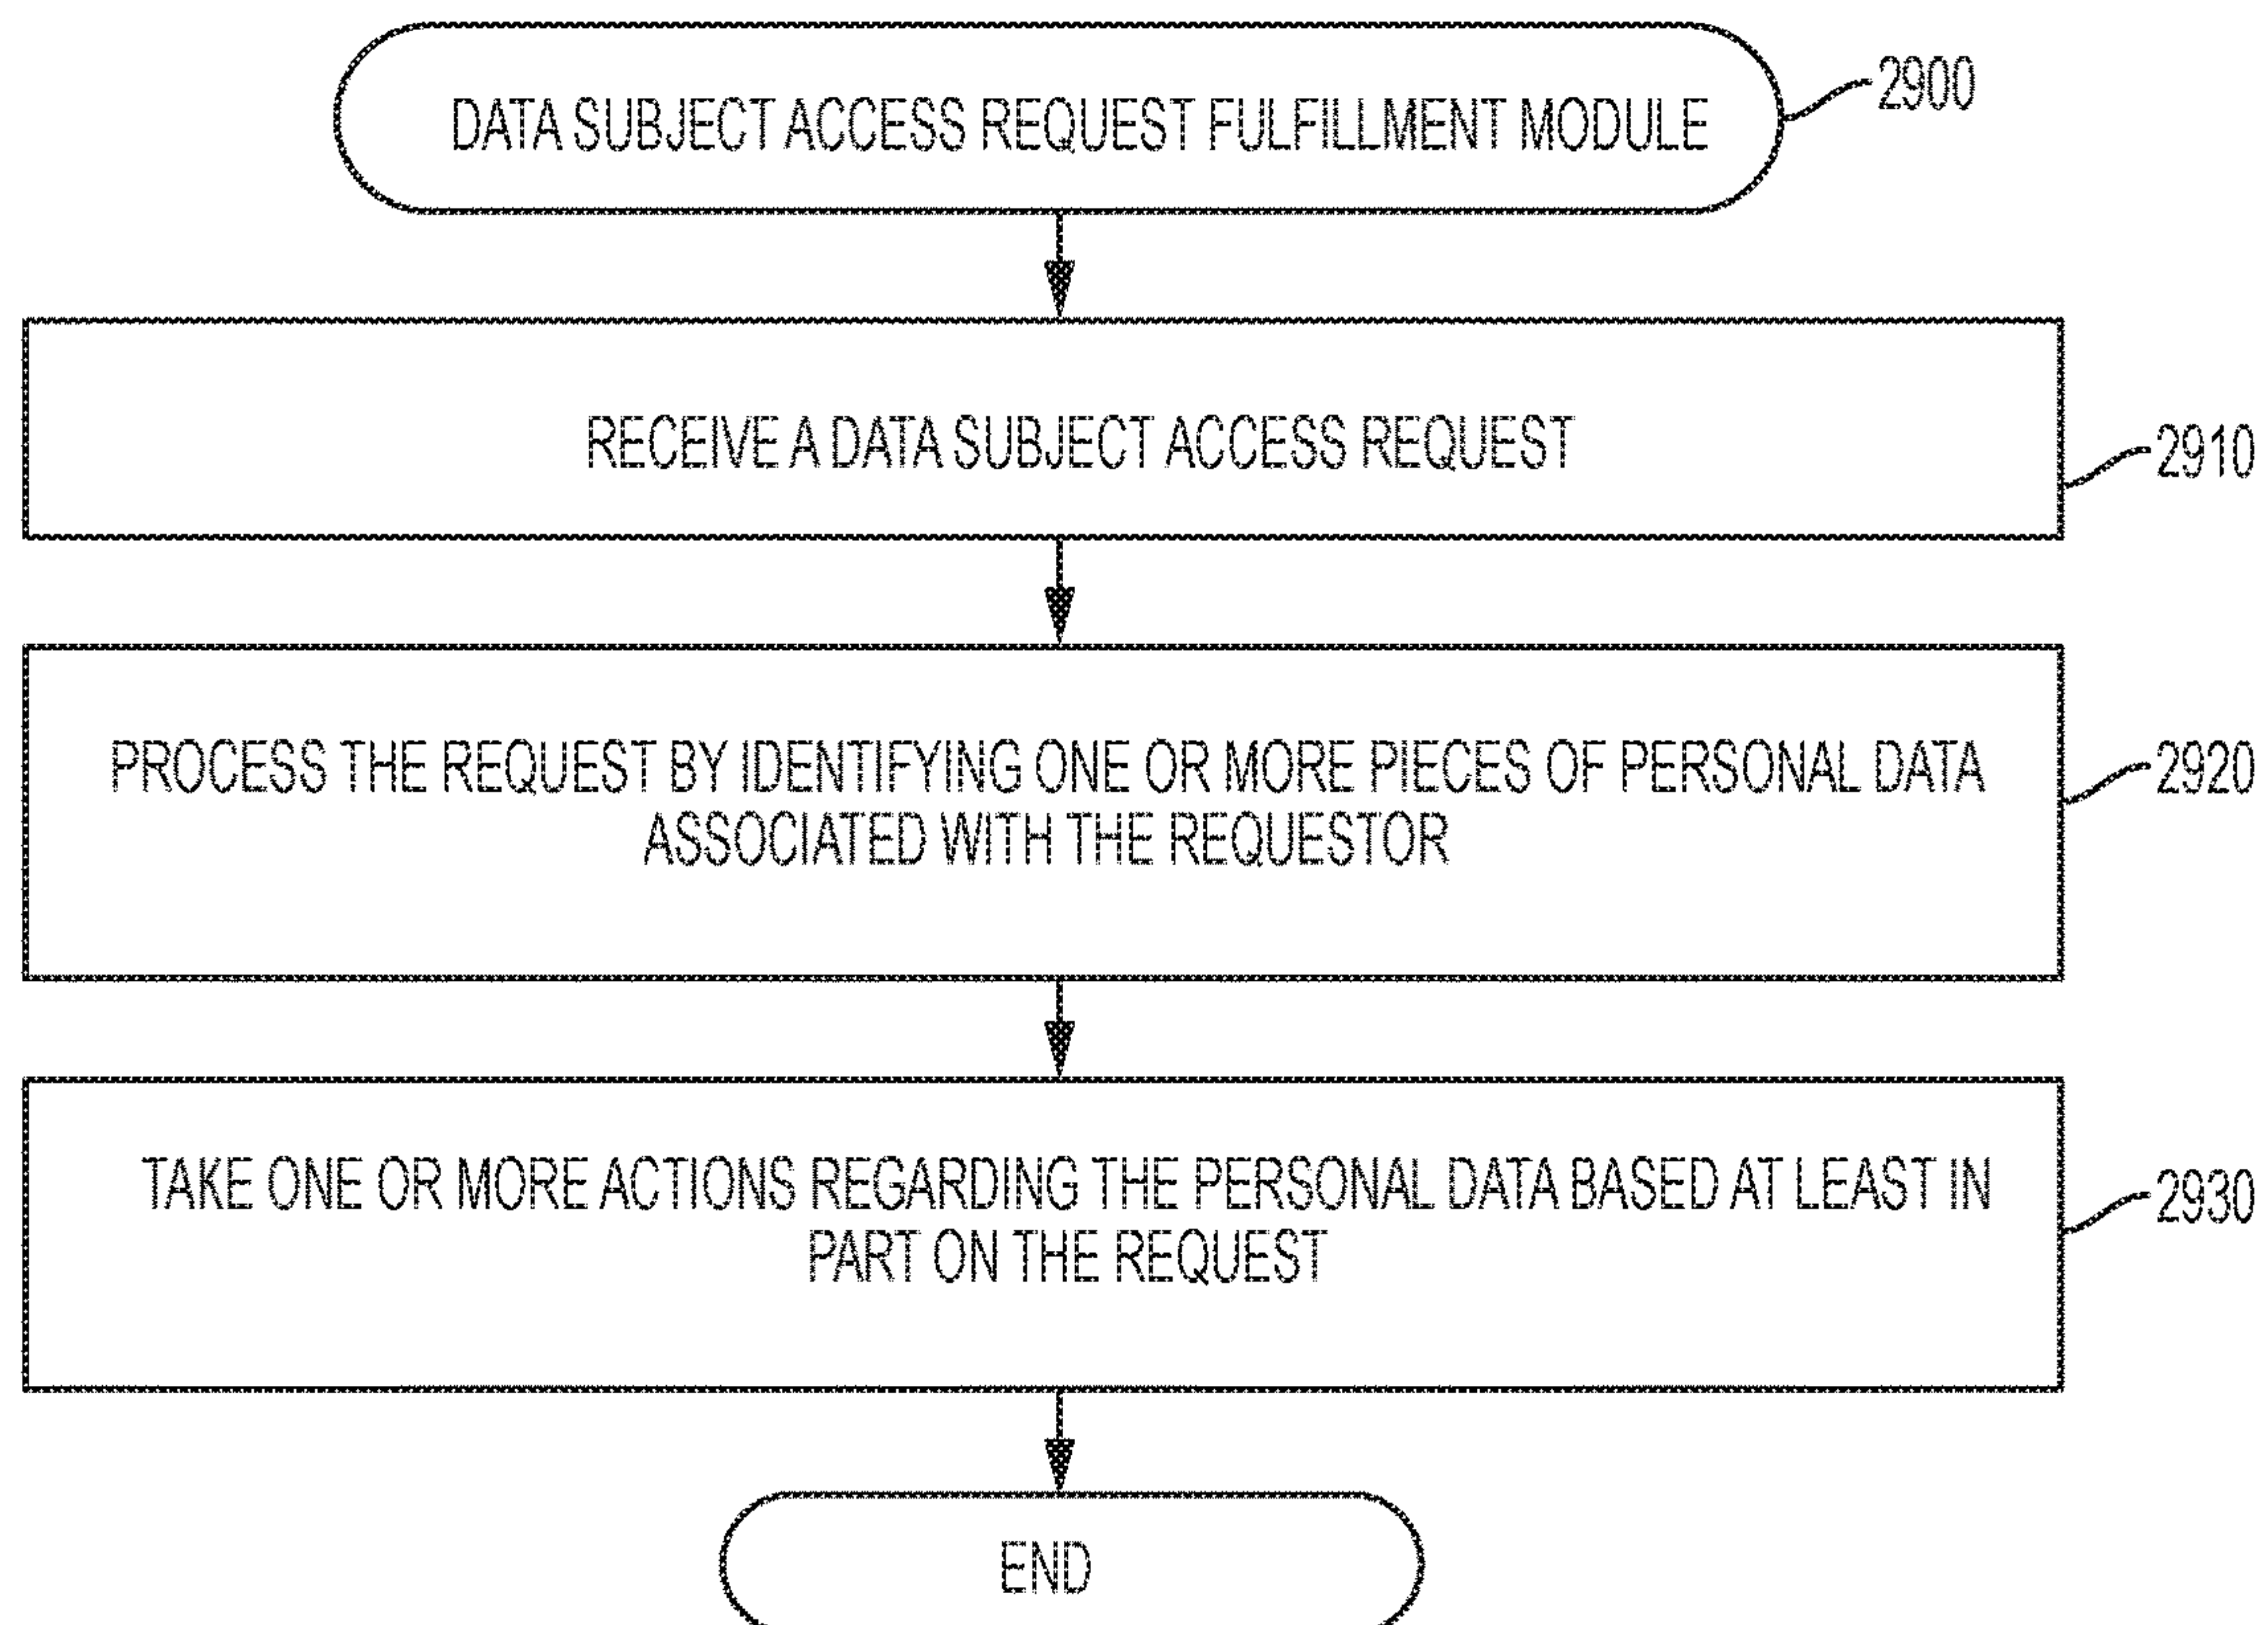 DATA SUBJECT ACCESS REQUEST FULFILLMENT MODULE
2900
RECEIVE A DATA SUBJECT ACCESS REQUEST
2910
PROCESS THE REQUEST BY IDENTIFYING ONE OR MORE PIECES OF PERSONAL DATA
ASSOCIATED WITH THE REQUESTOR
2920
TAKE ONE OR MORE ACTIONS REGARDING THE PERSONAL DATA BASED AT LEAST IN
PART ON THE REQUEST
2930
END